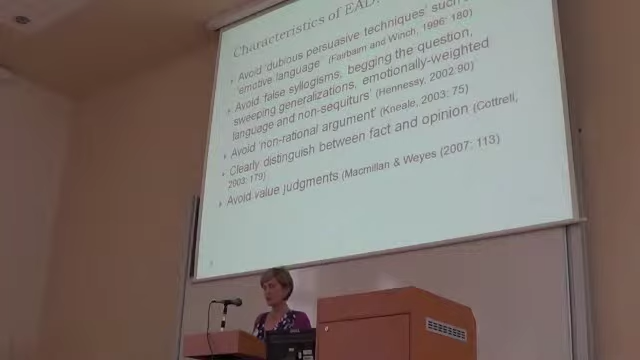 Characteristics of EAD:
Avoid 'dubious persuasive techniques' such
'emotive language' (Fairbairn and Winch, 1996: 180)
Avoid 'false syllogisms, begging the question,
sweeping generalizations, emotionally-weighted
language and non-sequiturs' (Hennessy, 2002:90)
Avoid 'non-rational argument' (Kneale, 2003: 75)
Clearly distinguish between fact and opinion (Cottrell,
2003: 179)
Avoid value judgments (Macmillan & Weyes (2007: 113)